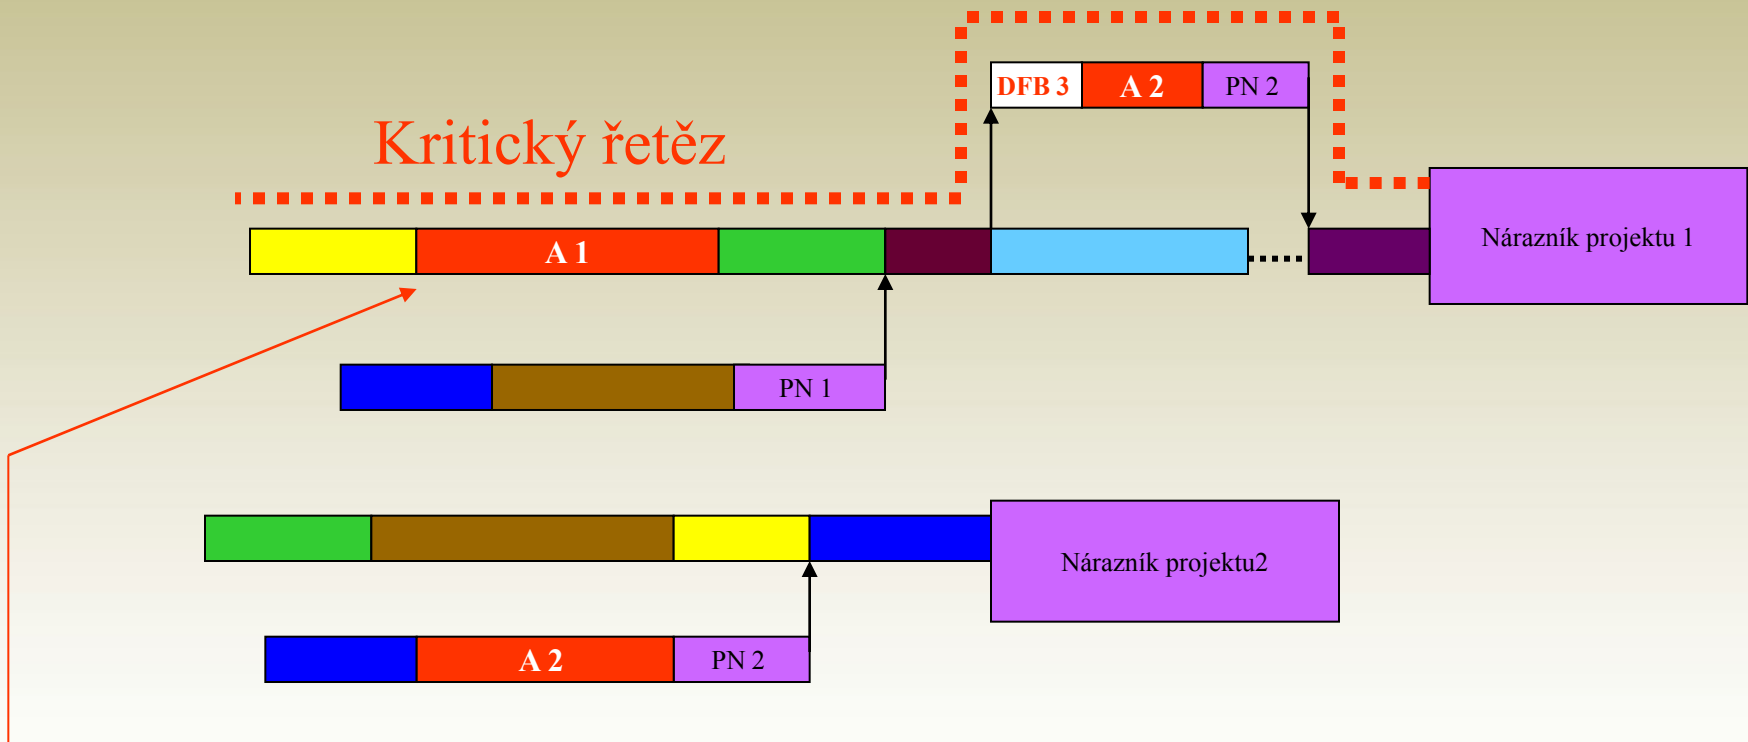 DFB 3 A 2 PN 2
Kritický řetěz
Nárazník projektu 1
A 1
PN 1
Nárazník projektu2
A 2 PN 2